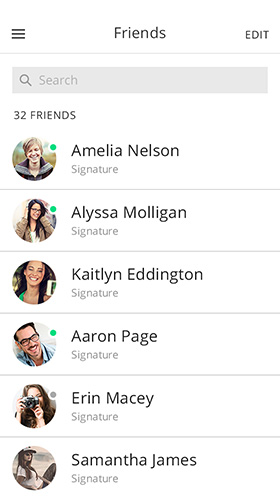 Friends
EDIT
Search
32 FRIENDS
Amelia Nelson
Signature
Alyssa Molligan
Signature
Kaitlyn Eddington
Signature
Aaron Page
Signature
Erin Macey
Signature
Samantha James
Signature